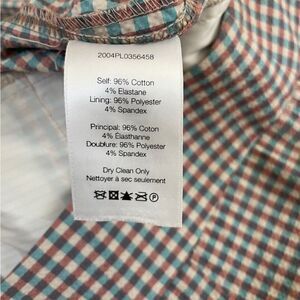 2004PL0356458
Self: 96% Cotton
4% Elastane
Lining: 96% Polyester
4% Spandex
Principal: 96% Coton
4% Élasthanne
Doublure: 96% Polyester
4% Spandex
Dry Clean Only
Nettoyer à sec seulement
P